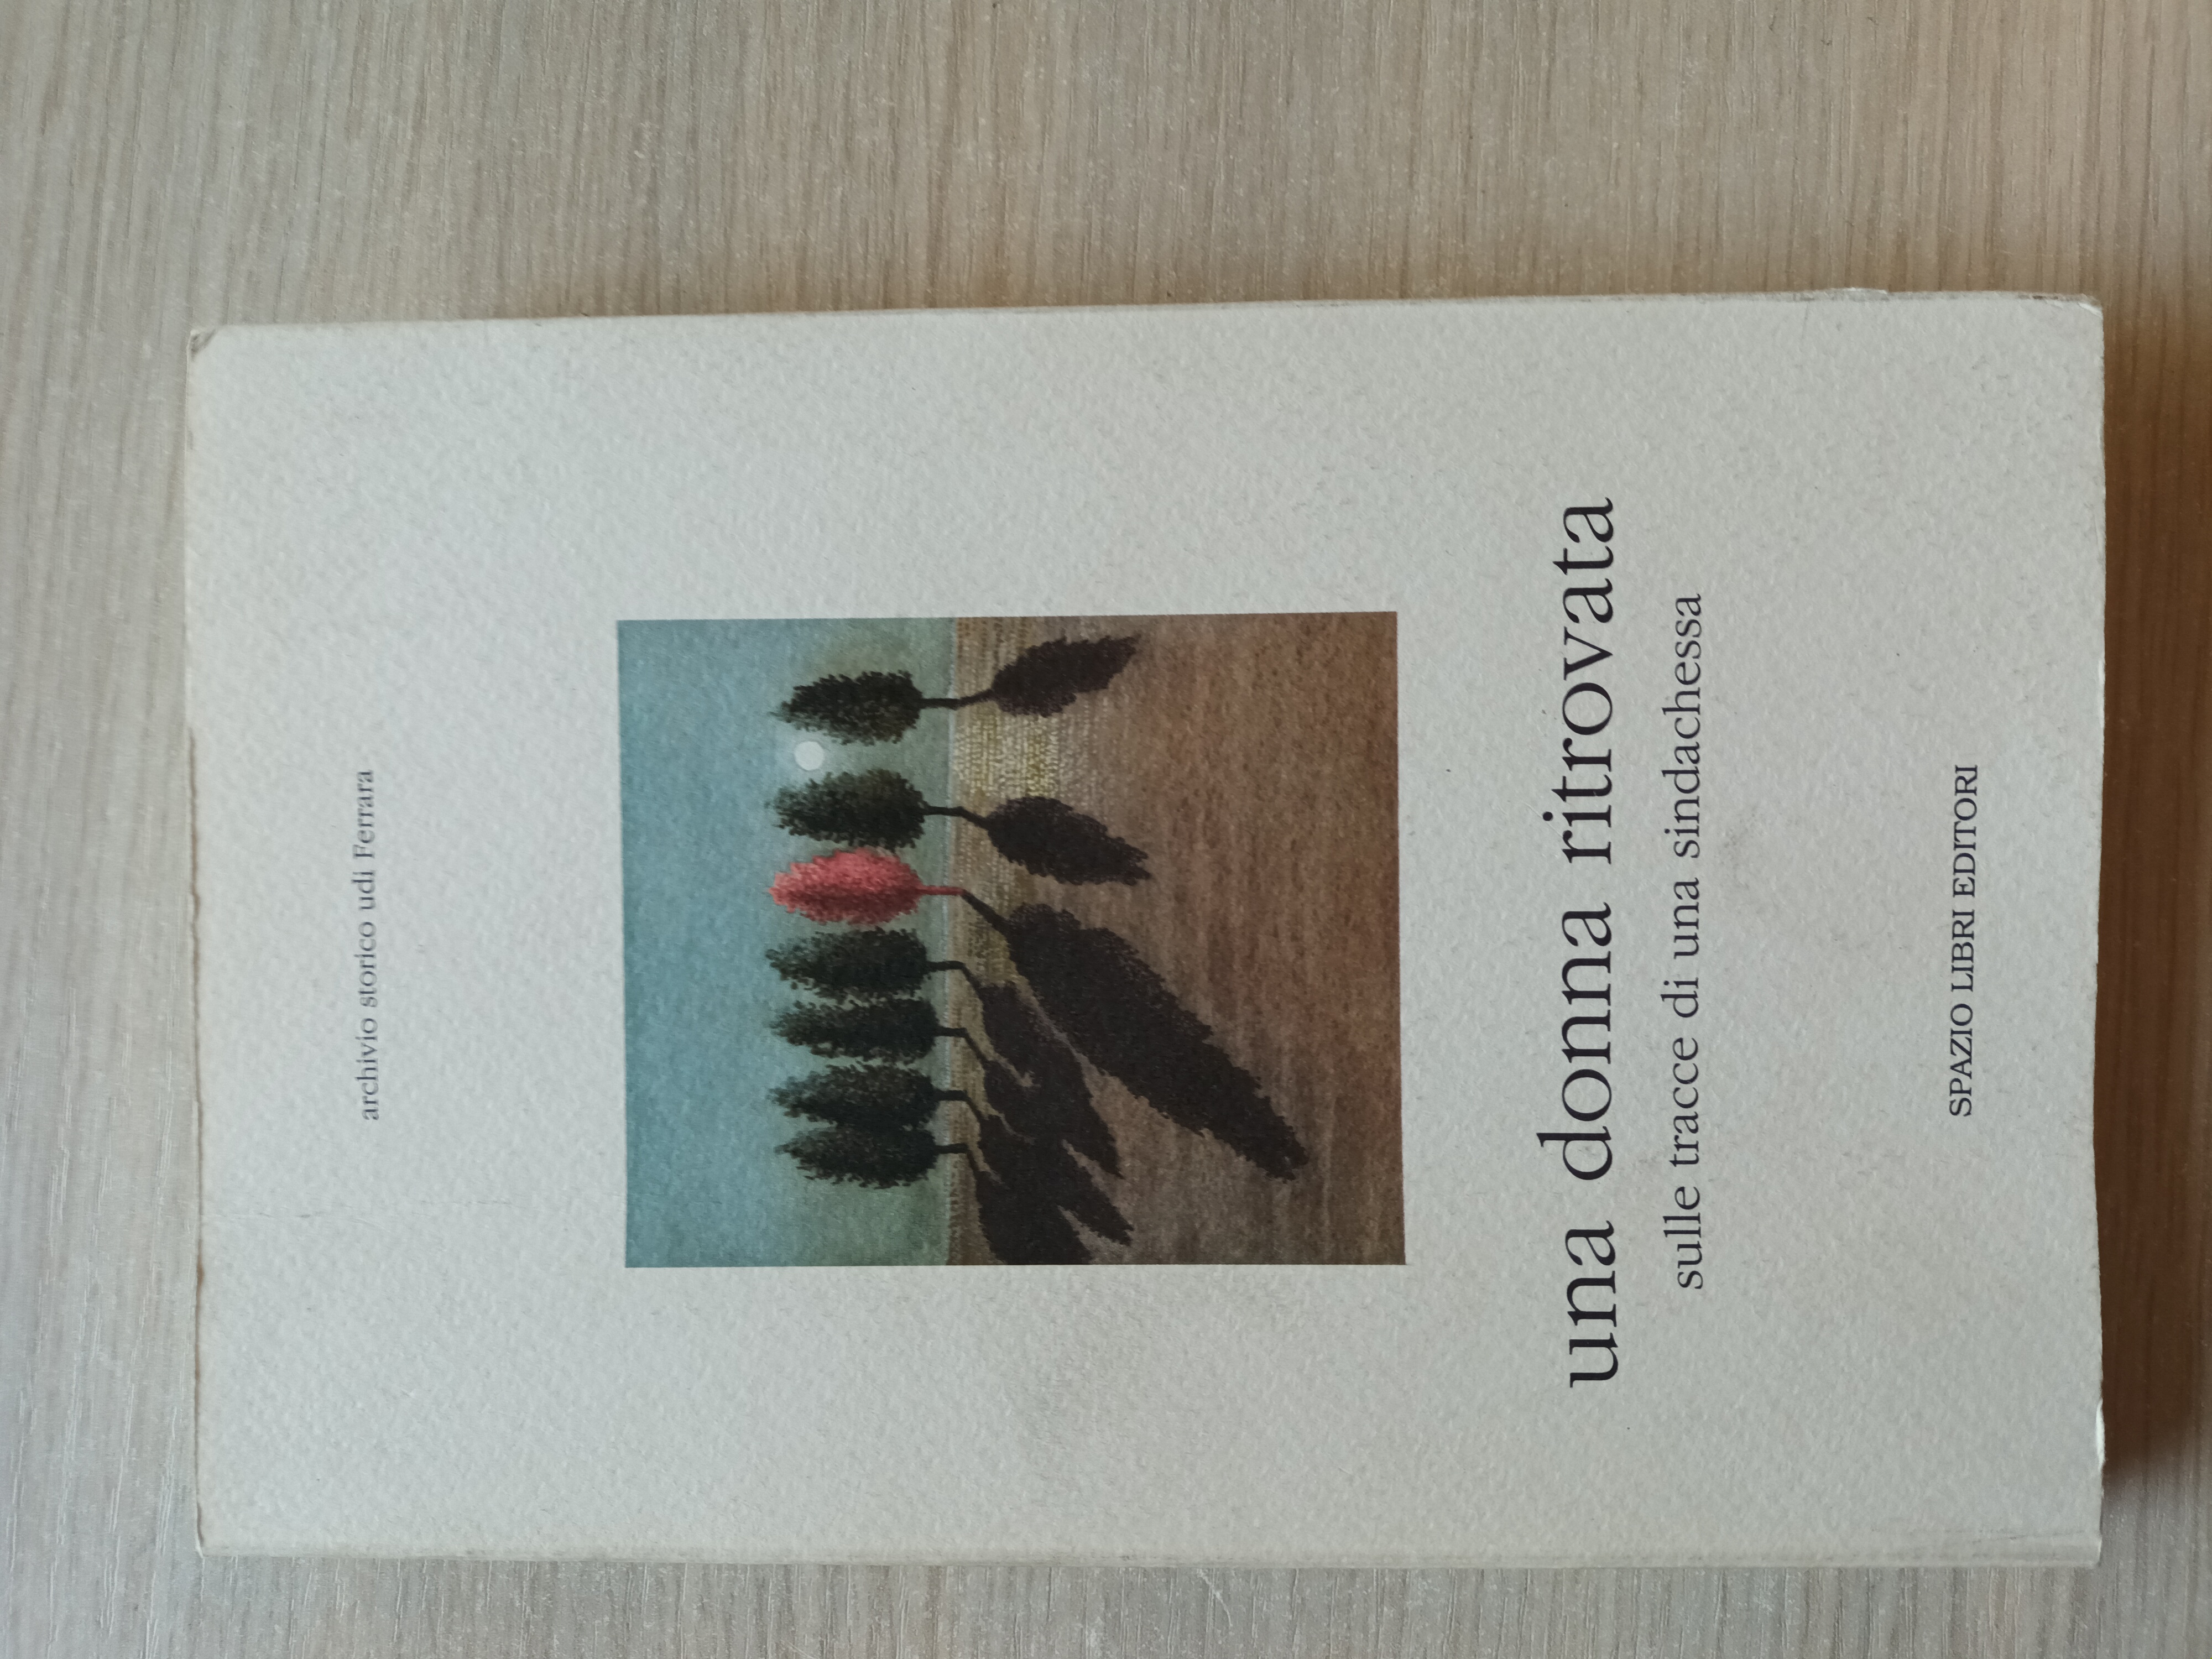 archivio storico udi Ferrara
una donna ritrovata
sulle tracce di una sindachessa
SPAZIO LIBRI EDITORI